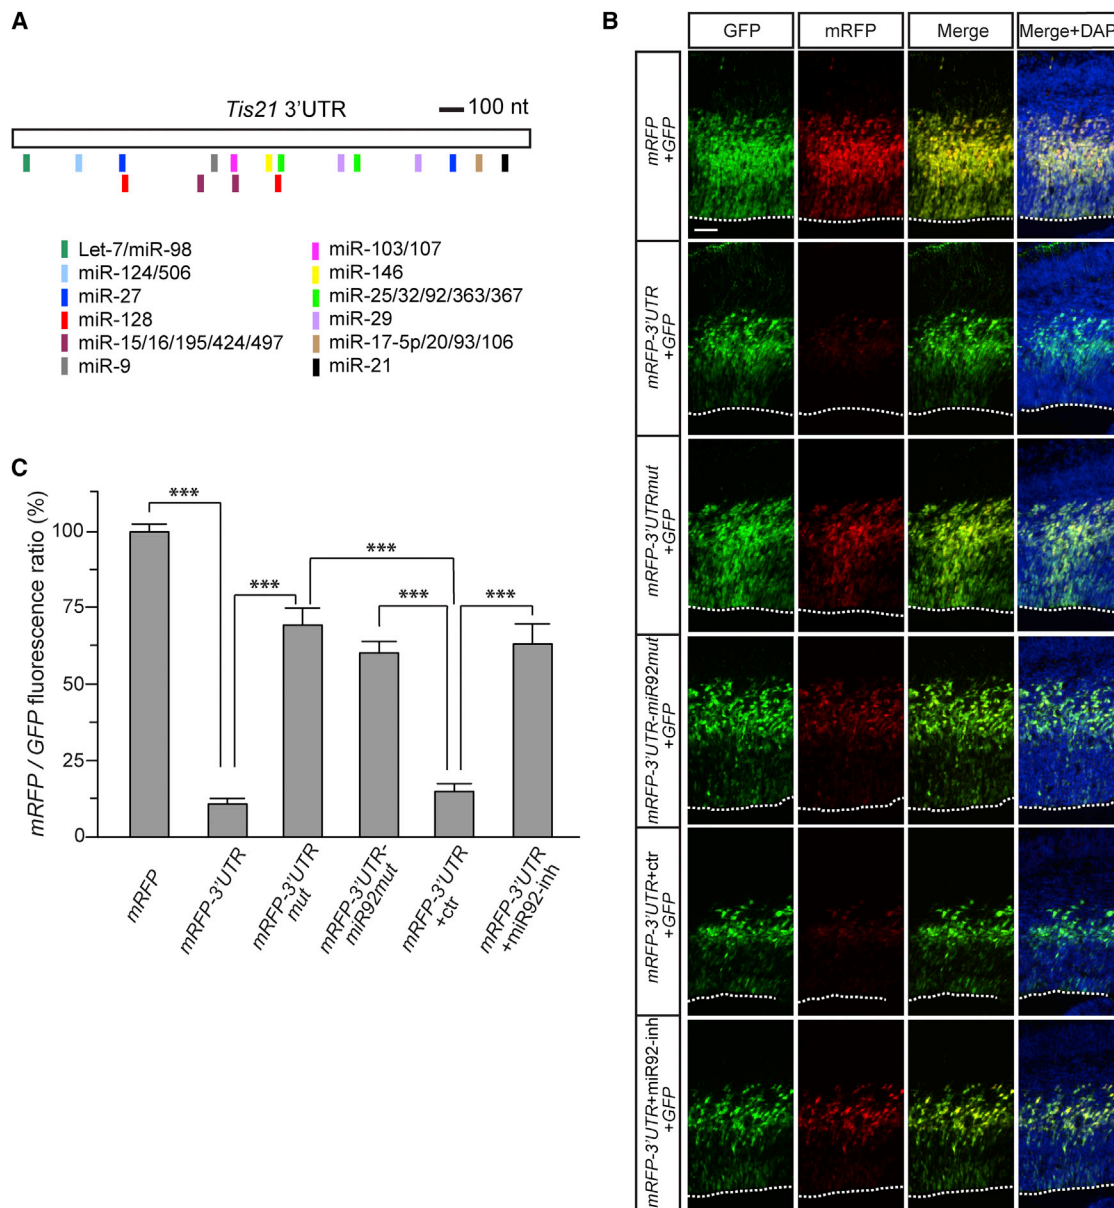 A
Tis21 3'UTR
100 nt
Let-7/miR-98
miR-124/506
miR-27
miR-128
miR-15/16/195/424/497
miR-9
miR-103/107
miR-146
miR-25/32/92/363/367
miR-29
miR-17-5p/20/93/106
miR-21
B
GFP
mRFP
Merge
Merge+DAP
mRFP
+GFP
mRFP-3'UTR
+GFP
mRFP-3'UTRmut
+GFP
mRFP-3'UTR-miR92mut
+GFP
mRFP-3'UTR+ctr
+GFP
mRFP-3'UTR+miR92-inh
+GFP
C
mRFP / GFP fluorescence ratio (%)
100
75
50
25
0
***
***
***
***
***
mRFP
mRFP-3'UTR
mRFP-3'UTR
mut
mRFP-3'UTR-
miR92mut
mRFP-3'UTR
+ctr
mRFP-3'UTR
+miR92-inh